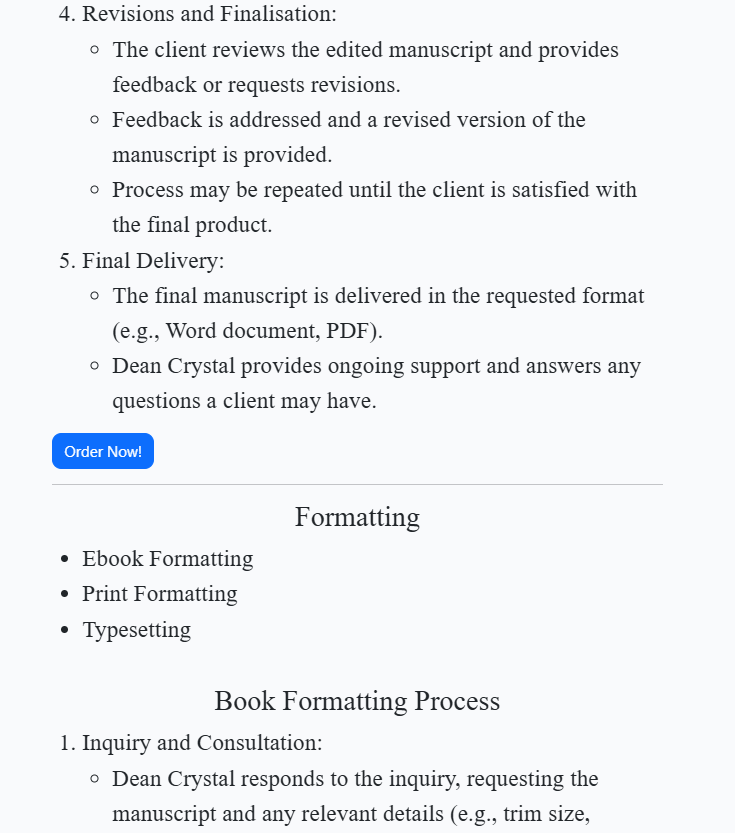 4. Revisions and Finalisation:
The client reviews the edited manuscript and provides
feedback or requests revisions.
Feedback is addressed and a revised version of the
manuscript is provided.
Process may be repeated until the client is satisfied with
the final product.
5. Final Delivery:
The final manuscript is delivered in the requested format
(e.g., Word document, PDF).
Dean Crystal provides ongoing support and answers any
questions a client may have.
Order Now!
Formatting
Ebook Formatting
Print Formatting
Typesetting
Book Formatting Process
1. Inquiry and Consultation:
Dean Crystal responds to the inquiry, requesting the
manuscript and any relevant details (e.g., trim size,